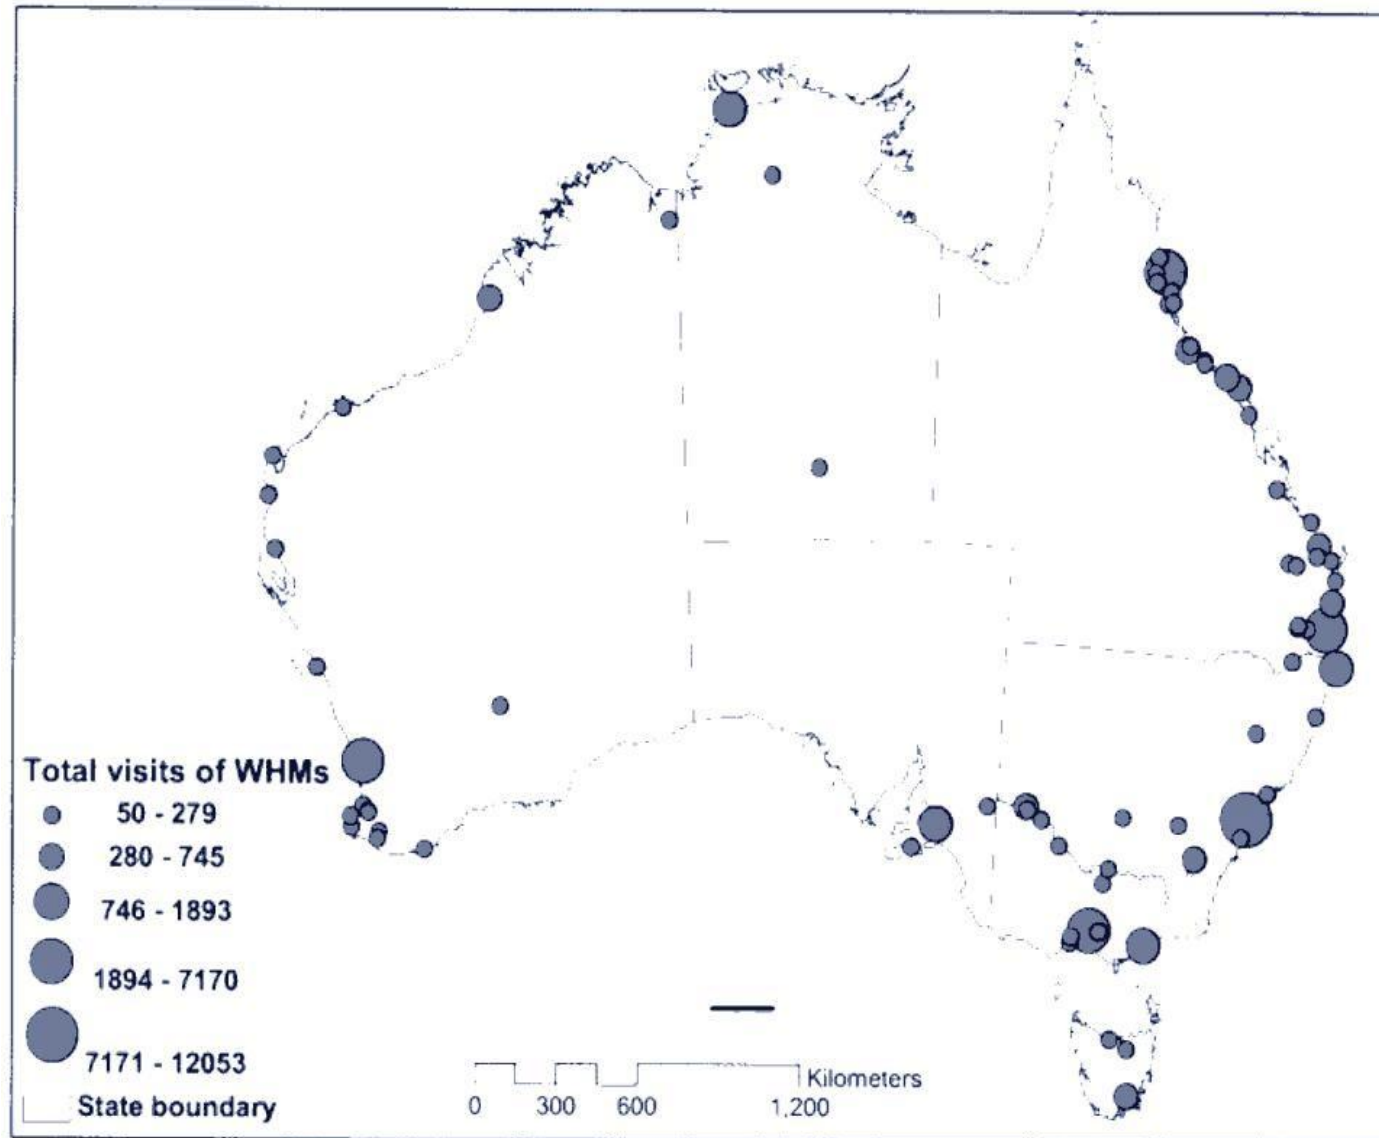 Total visits of WHMs
50 - 279
280 - 745
746 - 1893
1894 - 7170
7171 - 12053
State boundary
Kilometers
0 300 600 1,200